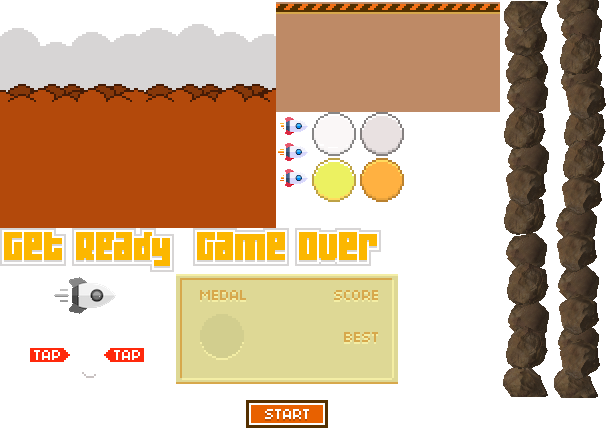 Get Ready
Game Over
MEDAL SCORE
BEST
TAP TAP
START